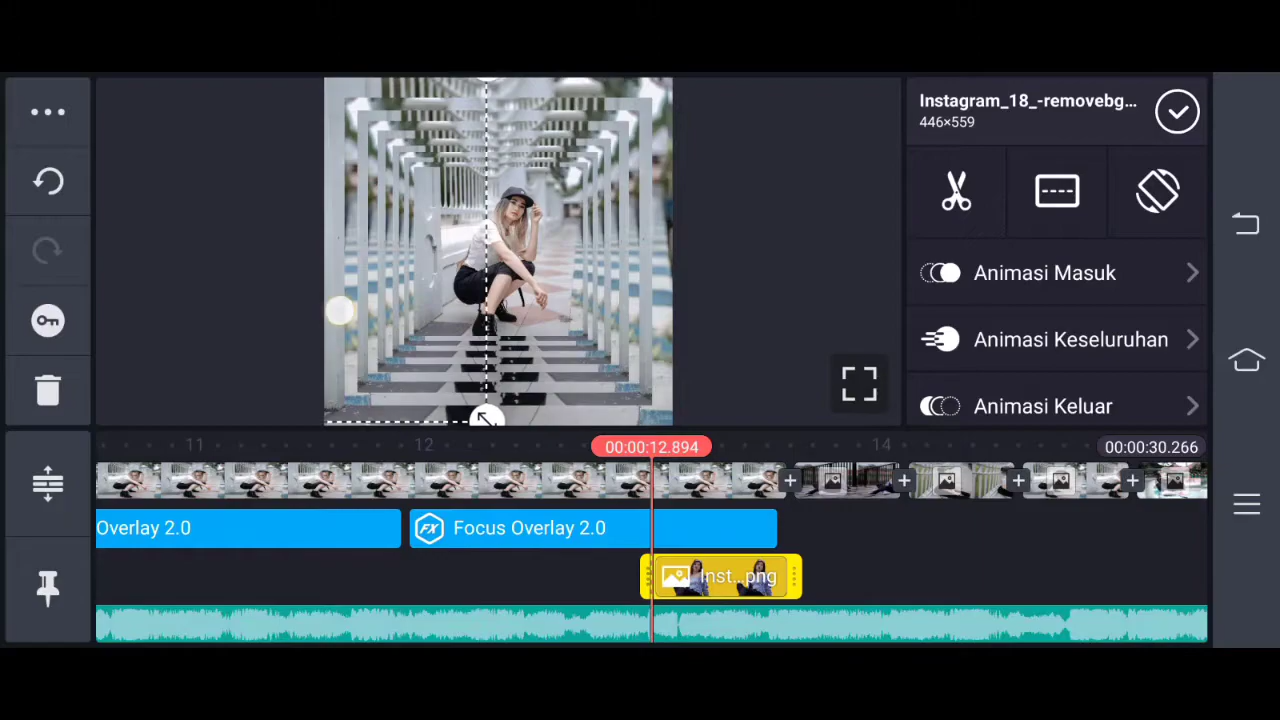 Instagram_18_-removebg...
446×559
Animasi Masuk
Animasi Keseluruhan
Animasi Keluar
11
12
00:00:12.894
14
00:00:30.266
Overlay 2.0
FX
Focus Overlay 2.0
Inst...png